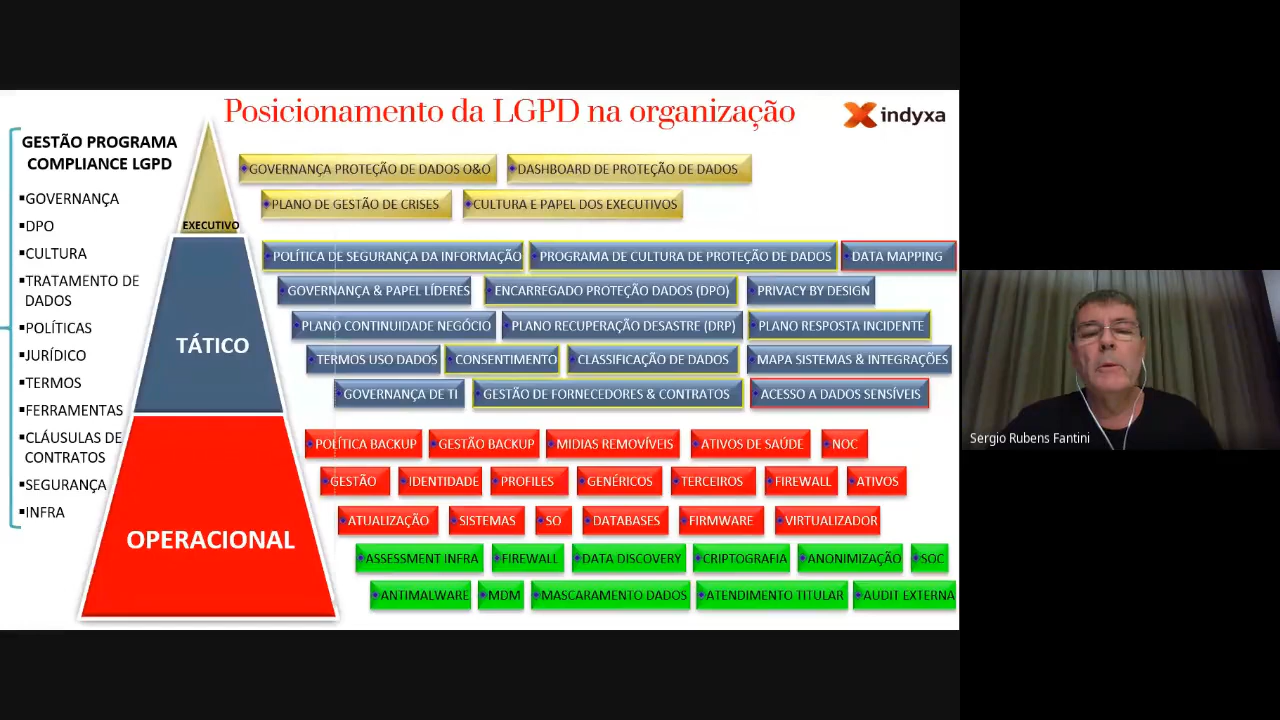 Posicionamento da LGPD na organização
indyxa
GESTÃO PROGRAMA
COMPLIANCE LGPD
▪GOVERNANÇA
▪DPO
▪CULTURA
▪TRATAMENTO DE
DADOS
▪POLÍTICAS
▪JURÍDICO
▪TERMOS
▪FERRAMENTAS
▪CLÁUSULAS DE
CONTRATOS
▪SEGURANÇA
▪INFRA
EXECUTIVO
GOVERNANÇA PROTEÇÃO DE DADOS O&O DASHBOARD DE PROTEÇÃO DE DADOS
PLANO DE GESTÃO DE CRISES CULTURA E PAPEL DOS EXECUTIVOS
TÁTICO
POLÍTICA DE SEGURANÇA DA INFORMAÇÃO PROGRAMA DE CULTURA DE PROTEÇÃO DE DADOS DATA MAPPING
GOVERNANÇA & PAPEL LÍDERES ENCARREGADO PROTEÇÃO DADOS (DPO) PRIVACY BY DESIGN
PLANO CONTINUIDADE NEGÓCIO PLANO RECUPERAÇÃO DESASTRE (DRP) PLANO RESPOSTA INCIDENTE
TERMOS USO DADOS CONSENTIMENTO CLASSIFICAÇÃO DE DADOS MAPA SISTEMAS & INTEGRAÇÕES
GOVERNANÇA DE TI GESTÃO DE FORNECEDORES & CONTRATOS ACESSO A DADOS SENSÍVEIS
OPERACIONAL
POLÍTICA BACKUP GESTÃO BACKUP MIDIAS REMOVÍVEIS ATIVOS DE SAÚDE NOC
GESTÃO IDENTIDADE PROFILES GENÉRICOS TERCEIROS FIREWALL ATIVOS
ATUALIZAÇÃO SISTEMAS SO DATABASES FIRMWARE VIRTUALIZADOR
ASSESSMENT INFRA FIREWALL DATA DISCOVERY CRIPTOGRAFIA ANONIMIZAÇÃO SOC
ANTIMALWARE MDM MASCARAMENTO DADOS ATENDIMENTO TITULAR AUDIT EXTERNA
Sergio Rubens Fantini